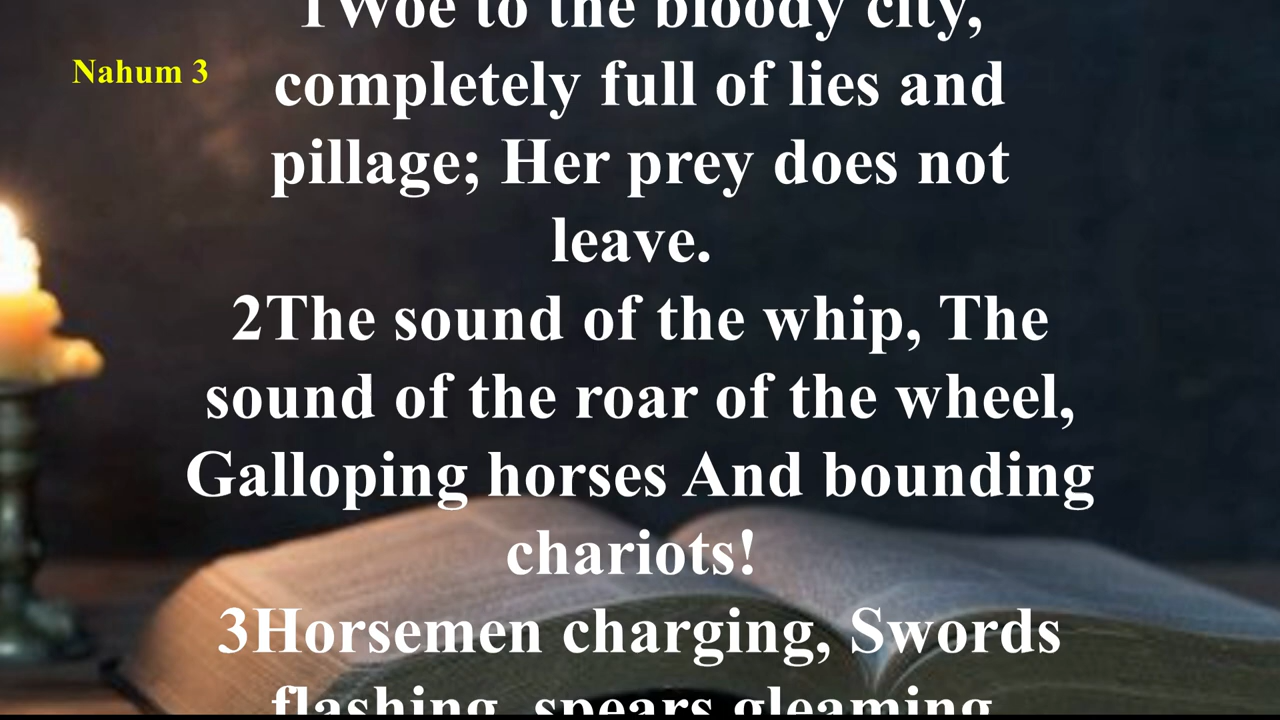 1Woe to the bloody city,
Nahum 3
completely full of lies and
pillage; Her prey does not
leave.
2The sound of the whip, The
sound of the roar of the wheel,
Galloping horses And bounding
chariots!
3Horsemen charging, Swords
flashing, spears gleaming,